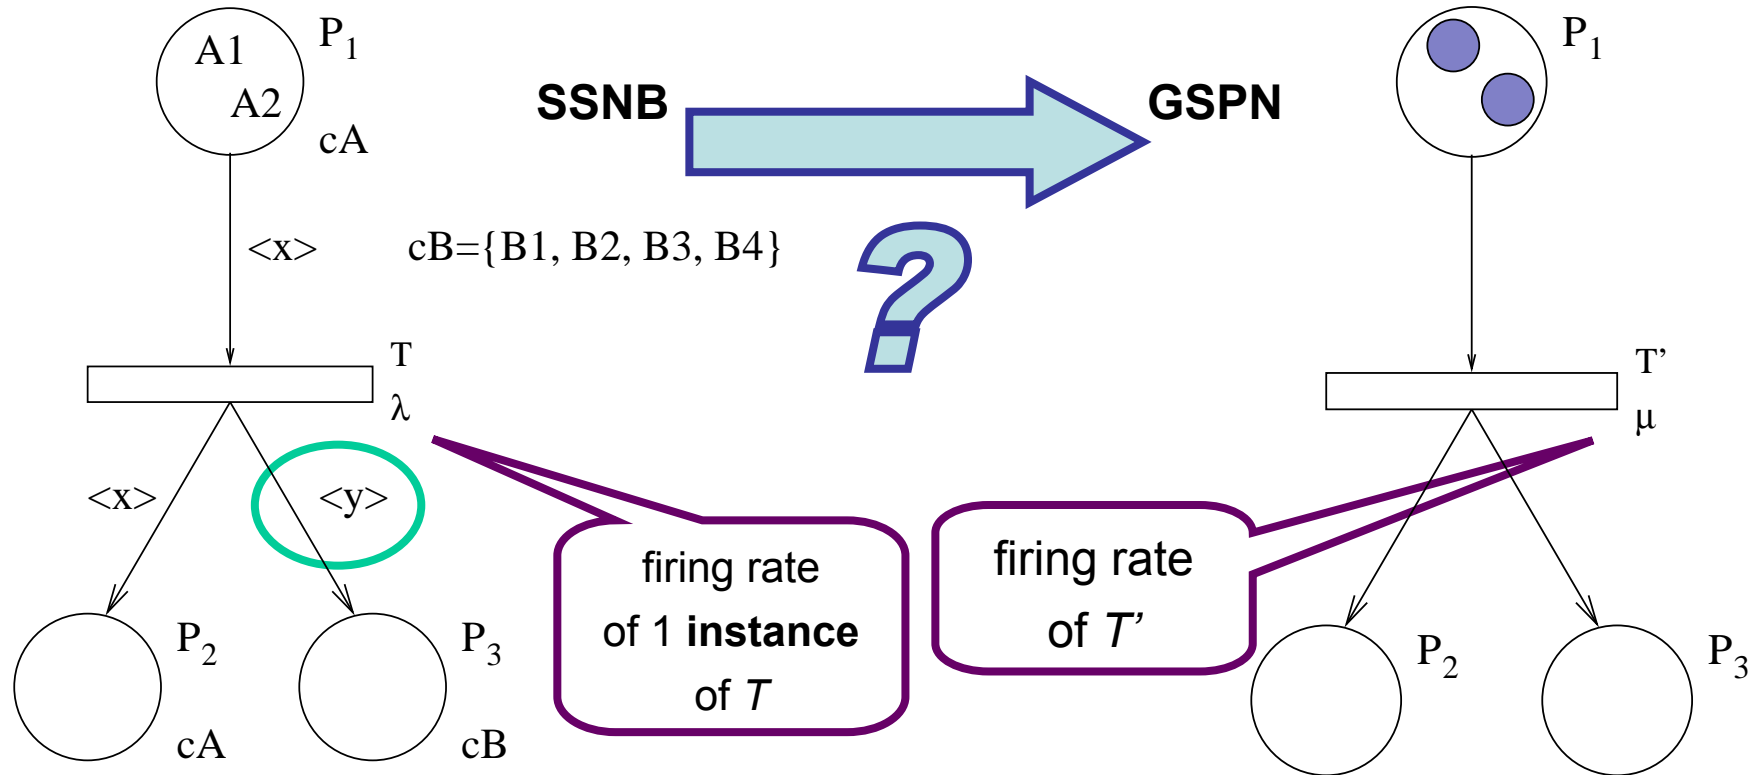 A1
A2
P1
cA
SSNB
GSPN
P1
<x>
cB={B1, B2, B3, B4}
?
T
λ
T’
μ
<x>
<y>
firing rate
of 1 instance
of T
firing rate
of T’
P2
cA
P3
cB
P2
P3